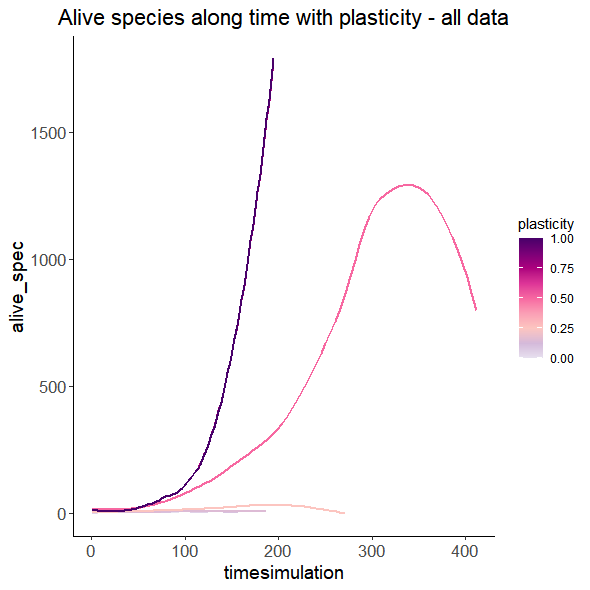 Alive species along time with plasticity - all data
alive_spec
1500
1000
500
0
0 100 200 300 400
timesimulation
plasticity
1.00
0.75
0.50
0.25
0.00